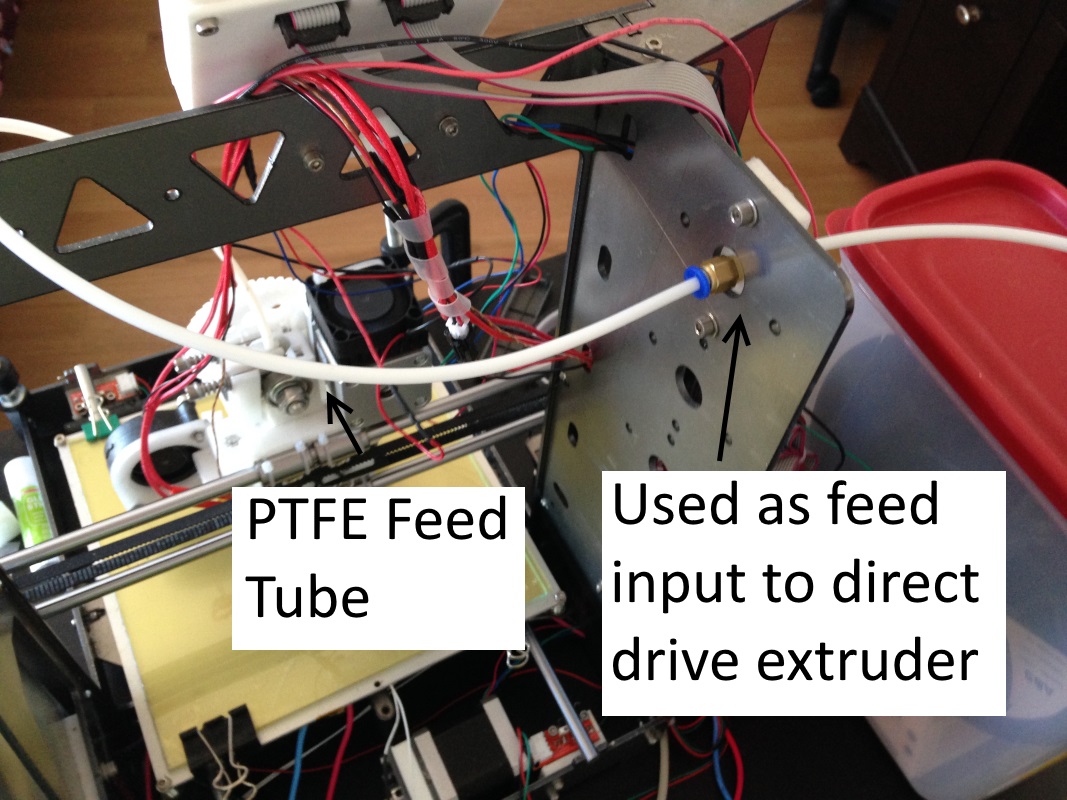 PTFE Feed
Tube
Used as feed
input to direct
drive extruder